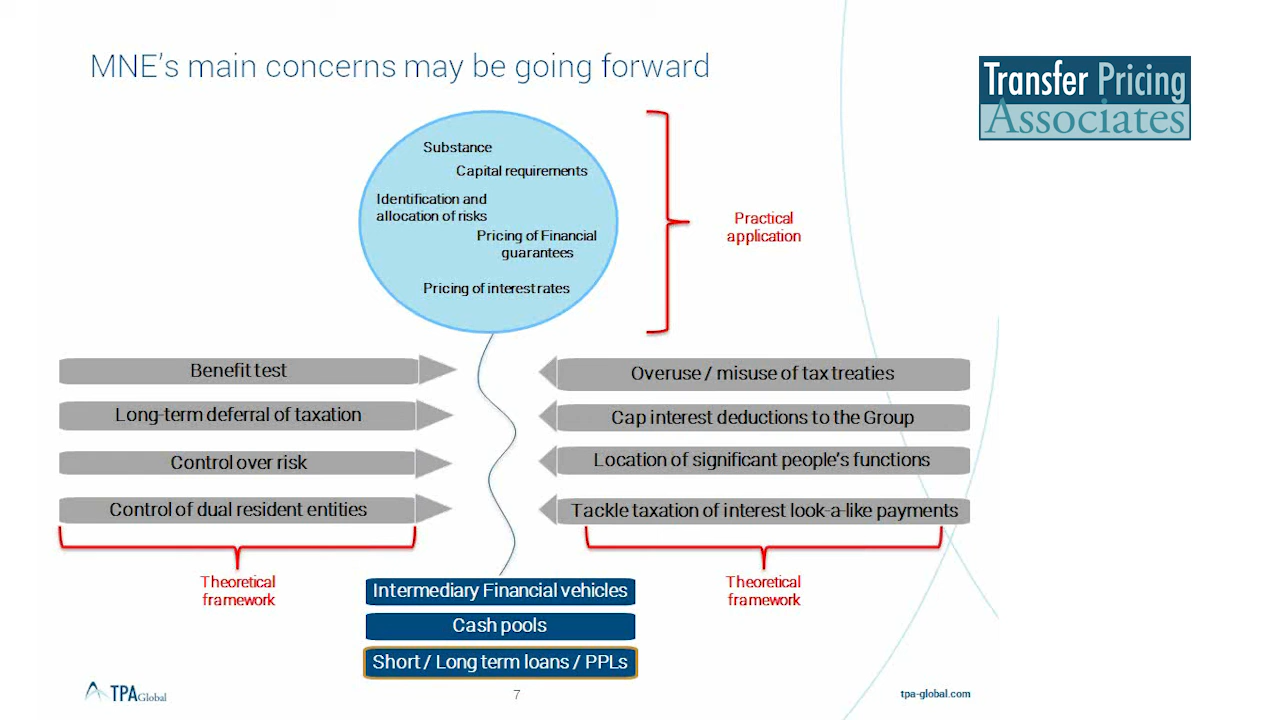 MNE's main concerns may be going forward
Transfer Pricing
Associates
Substance
Capital requirements
Identification and
allocation of risks
Pricing of Financial
guarantees
Pricing of interest rates
Practical
application
Benefit test
Long-term deferral of taxation
Control over risk
Control of dual resident entities
Overuse / misuse of tax treaties
Cap interest deductions to the Group
Location of significant people's functions
Tackle taxation of interest look-a-like payments
Theoretical
framework
Theoretical
framework
Intermediary Financial vehicles
Cash pools
Short / Long term loans / PPLs
TPA Global
7
tpa-global.com